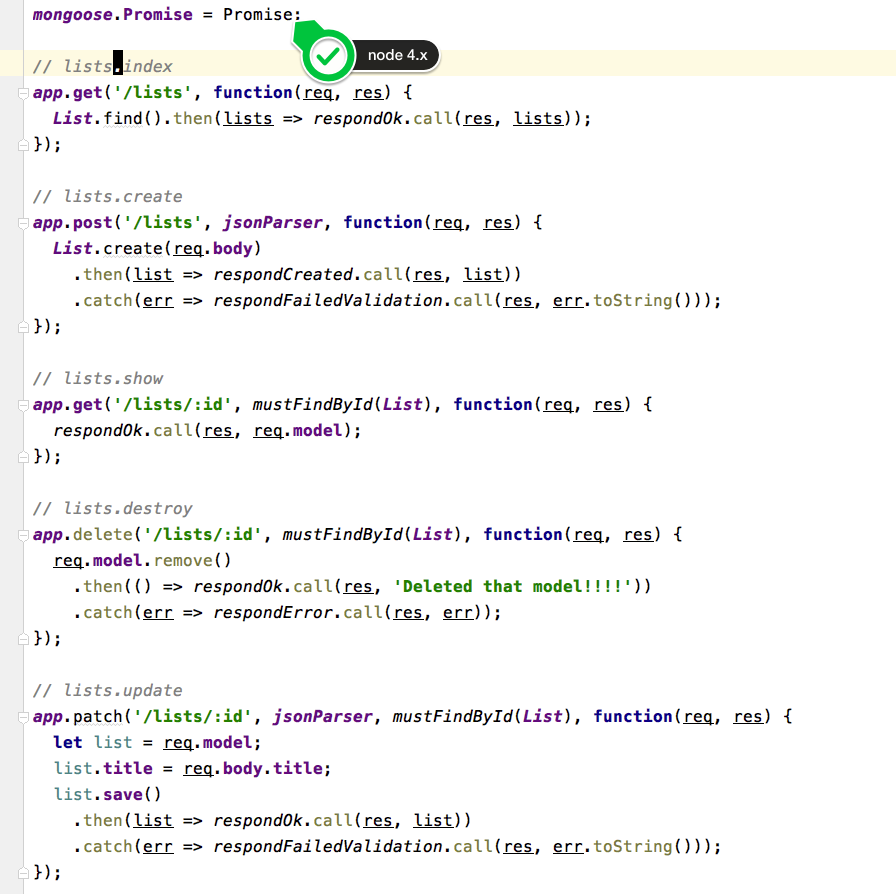 mongoose.Promise = Promise;
node 4.x
// lists.index
app.get('/lists', function(req, res) {
  List.find().then(lists => respondOk.call(res, lists));
});

// lists.create
app.post('/lists', jsonParser, function(req, res) {
  List.create(req.body)
    .then(list => respondCreated.call(res, list))
    .catch(err => respondFailedValidation.call(res, err.toString()));
});

// lists.show
app.get('/lists/:id', mustFindById(List), function(req, res) {
  respondOk.call(res, req.model);
});

// lists.destroy
app.delete('/lists/:id', mustFindById(List), function(req, res) {
  req.model.remove()
    .then(() => respondOk.call(res, 'Deleted that model!!!!'))
    .catch(err => respondError.call(res, err));
});

// lists.update
app.patch('/lists/:id', jsonParser, mustFindById(List), function(req, res) {
  let list = req.model;
  list.title = req.body.title;
  list.save()
    .then(list => respondOk.call(res, list))
    .catch(err => respondFailedValidation.call(res, err.toString()));
});